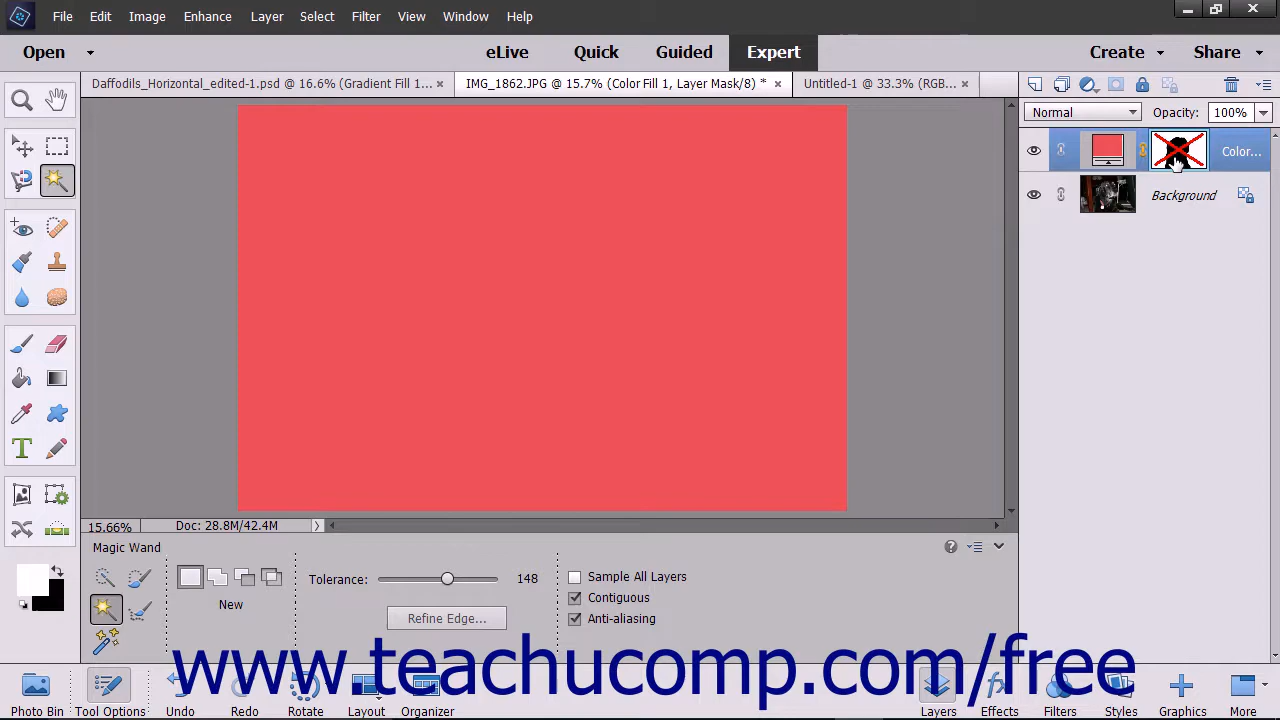 File Edit Image Enhance Layer Select Filter View Window Help
Open eLive Quick Guided Expert Create Share
Daffodils_Horizontal_edited-1.psd @ 16.6% (Gradient Fill 1... IMG_1862.JPG @ 15.7% (Color Fill 1, Layer Mask/8) * Untitled-1 @ 33.3% (RGB...
Normal Opacity: 100%
Color...
Background
15.66% Doc: 28.8M/42.4M
Magic Wand
Tolerance: 148 Sample All Layers
New Contiguous
Refine Edge... Anti-aliasing
www.teachucomp.com/free
Photo Bin Tool Options Undo Redo Rotate Layout Organizer Layers Effects Filters Styles Graphics More